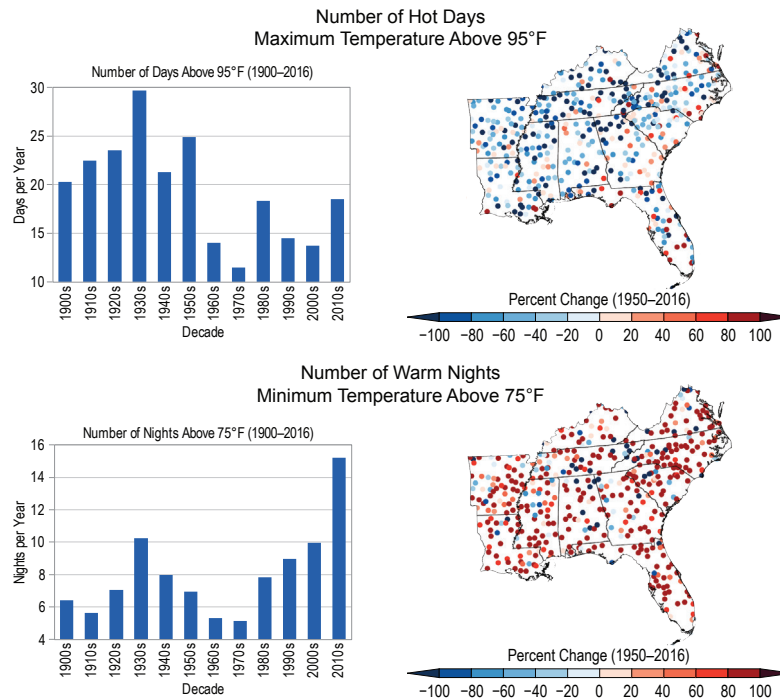 Number of Hot Days
Maximum Temperature Above 95°F
Number of Days Above 95°F (1900–2016)
30
25
20
15
10
Days per Year
1900s
1910s
1920s
1930s
1940s
1950s
1960s
1970s
1980s
1990s
2000s
2010s
Decade
Percent Change (1950–2016)
−100 −80 −60 −40 −20 0 20 40 60 80 100
Number of Warm Nights
Minimum Temperature Above 75°F
Number of Nights Above 75°F (1900–2016)
16
14
12
10
8
6
4
Nights per Year
1900s
1910s
1920s
1930s
1940s
1950s
1960s
1970s
1980s
1990s
2000s
2010s
Decade
Percent Change (1950–2016)
−100 −80 −60 −40 −20 0 20 40 60 80 100